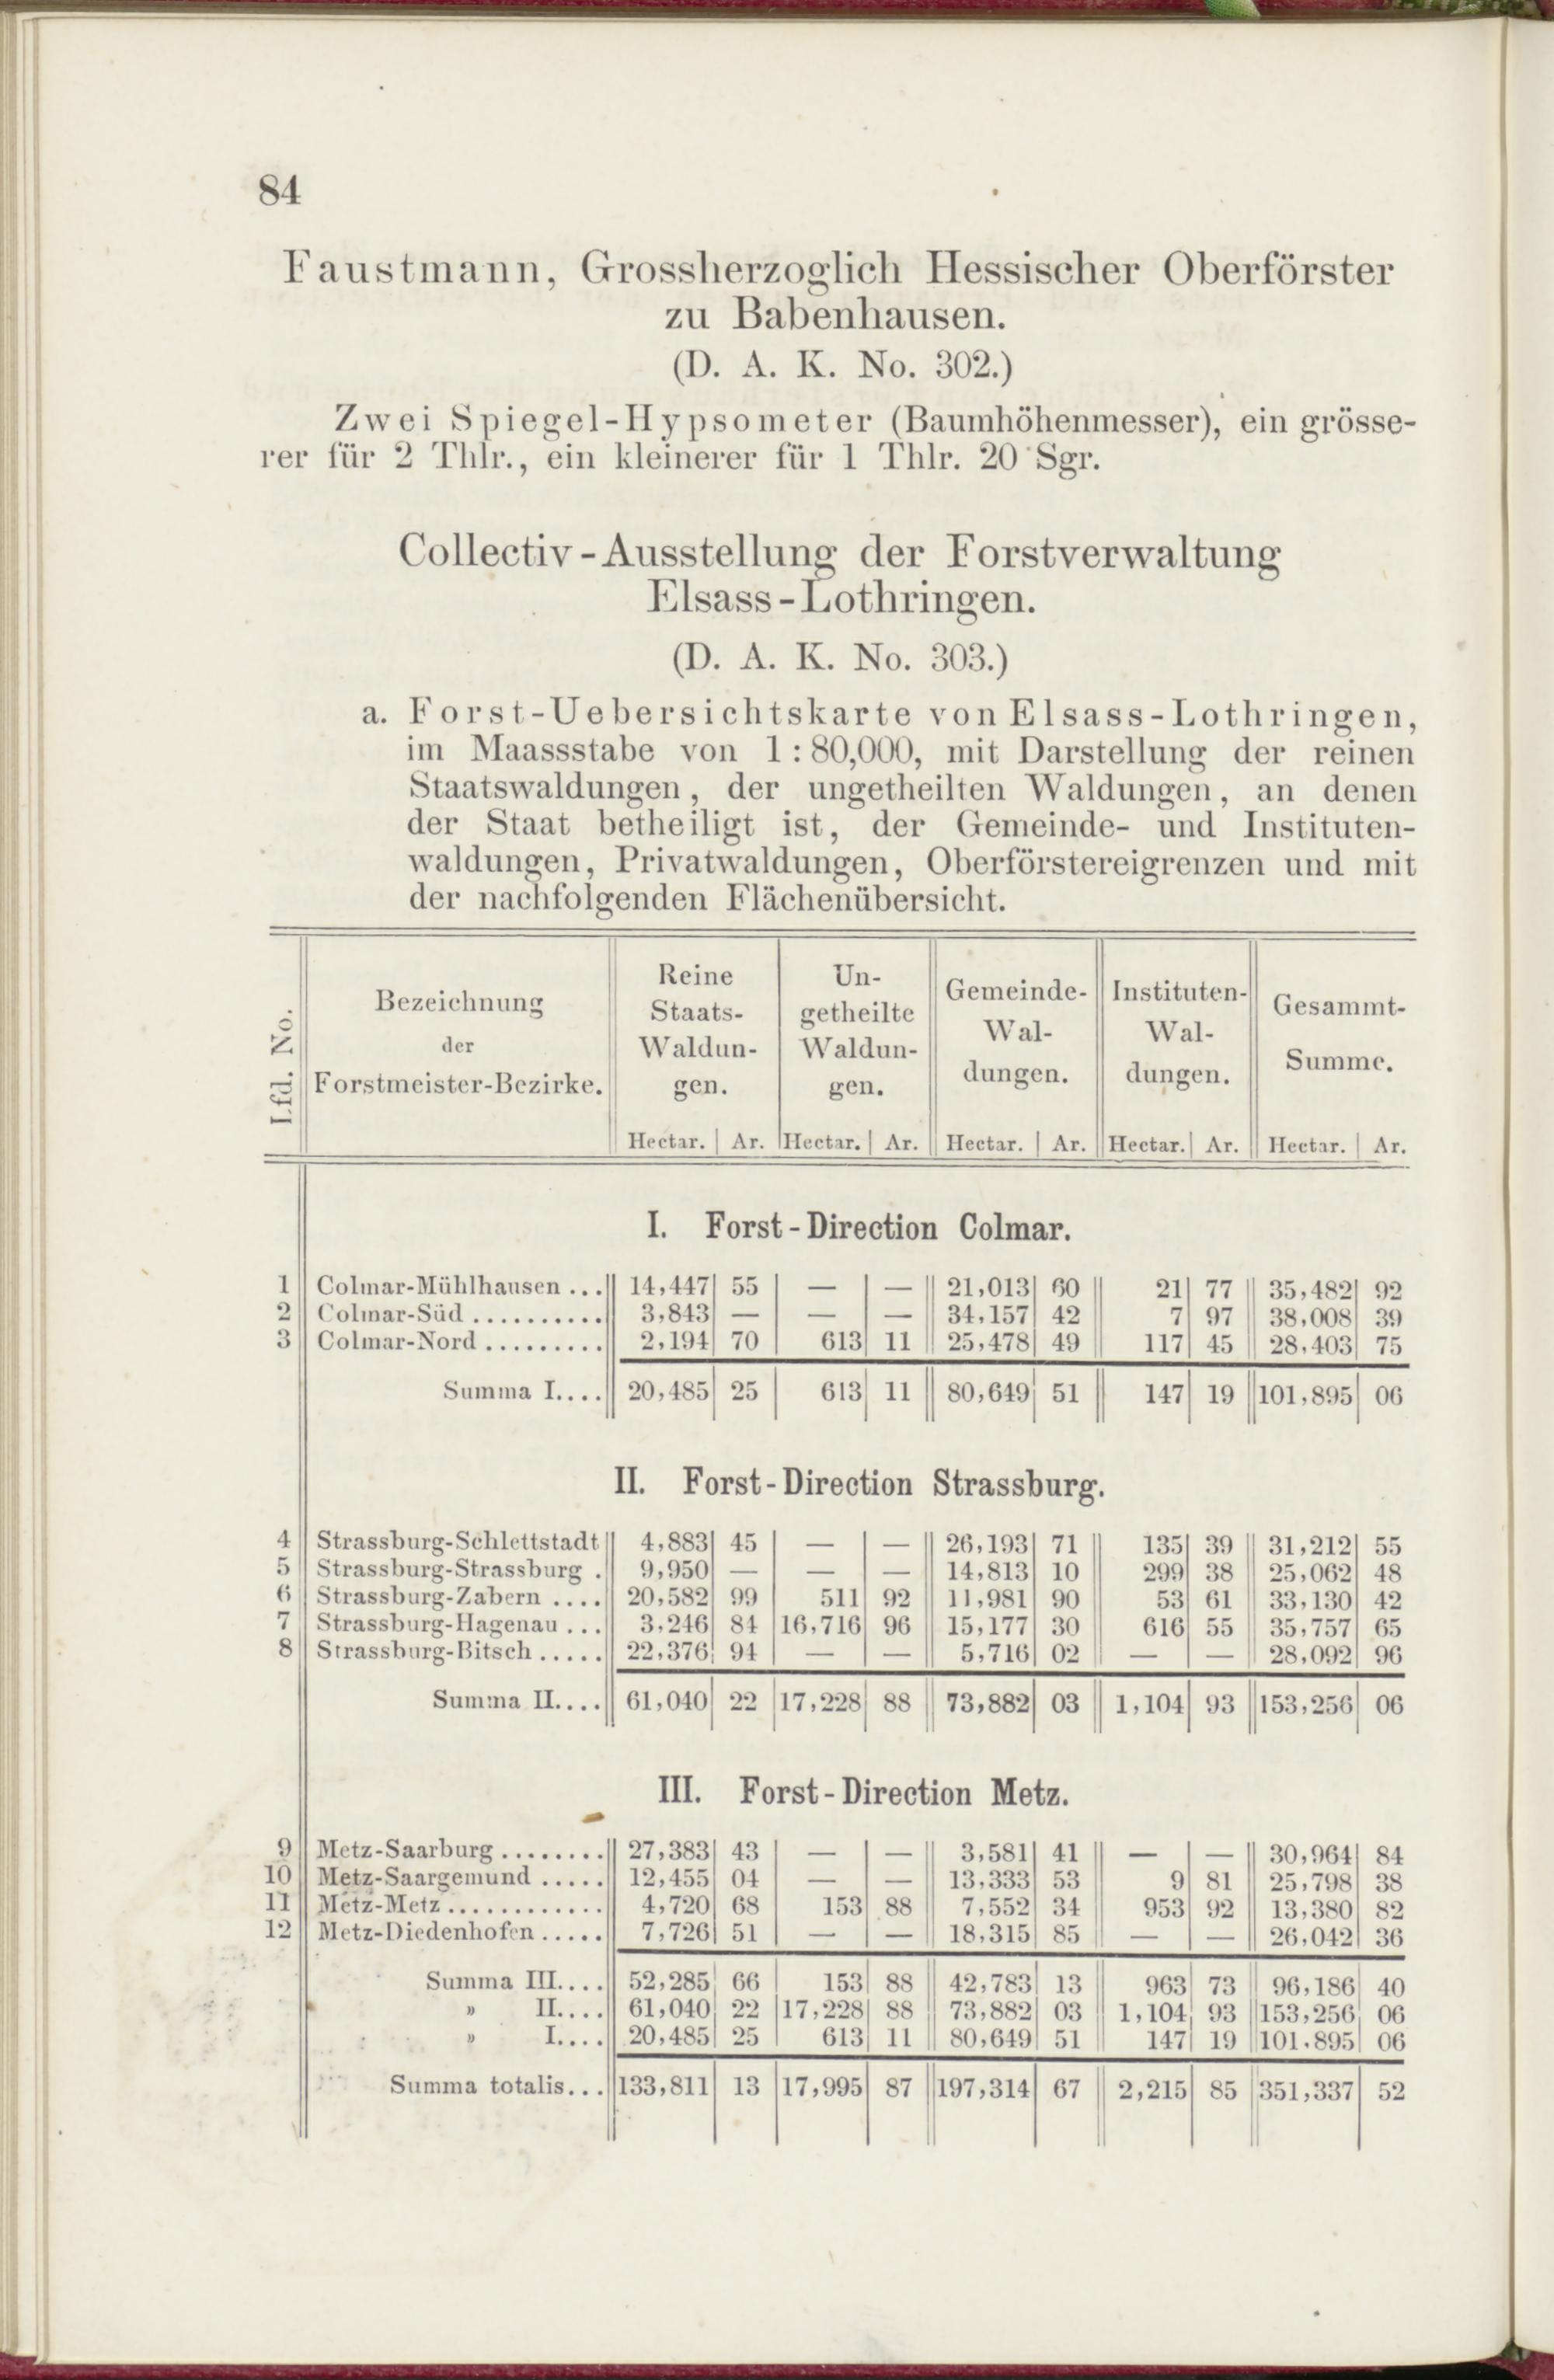 84
Faustmann, Grossherzoglich Hessischer Oberförster
zu Babenhausen.
(D. A. K. No. 302.)
Zwei Spiegel-Hypsometer (Baumhöhenmesser), ein grösse-
rer für 2 Thlr., ein kleinerer für 1 Thlr. 20 Sgr.
Collectiv-Ausstellung der Forstverwaltung
Elsass-Lothringen.
(D. A. K. No. 303.)
a. Forst-Uebersichtskarte von Elsass-Lothringen,
im Maassstabe von 1:80,000, mit Darstellung der reinen
Staatswaldungen, der ungetheilten Waldungen, an denen
der Staat betheiligt ist, der Gemeinde- und Instituten-
waldungen, Privatwaldungen, Oberförstereigrenzen und mit
der nachfolgenden Flächenübersicht.
Lfd. No.
Bezeichnung
der
Forstmeister-Bezirke.
Reine
Staats-
Waldun-
gen.
Un-
getheilte
Waldun-
gen.
Gemeinde-
Wal-
dungen.
Instituten-
Wal-
dungen.
Gesammt-
Summe.
Hectar. | Ar. Hectar. | Ar. Hectar. | Ar. Hectar. | Ar. Hectar. | Ar.
I. Forst-Direction Colmar.
1 Colmar-Mühlhausen ... 14,447 55 — — 21,013 60 21 77 35,482 92
2 Colmar-Süd .......... 3,843 — — — 34,157 42 7 97 38,008 39
3 Colmar-Nord ......... 2,194 70 613 11 25,478 49 117 45 28,403 75
Summa I.... 20,485 25 613 11 80,649 51 147 19 101,895 06
II. Forst-Direction Strassburg.
4 Strassburg-Schlettstadt 4,883 45 — — 26,193 71 135 39 31,212 55
5 Strassburg-Strassburg . 9,950 — — — 14,813 10 299 38 25,062 48
6 Strassburg-Zabern .... 20,582 99 511 92 11,981 90 53 61 33,130 42
7 Strassburg-Hagenau ... 3,246 84 16,716 96 15,177 30 616 55 35,757 65
8 Strassburg-Bitsch ..... 22,376 94 — — 5,716 02 — — 28,092 96
Summa II.... 61,040 22 17,228 88 73,882 03 1,104 93 153,256 06
III. Forst-Direction Metz.
9 Metz-Saarburg ........ 27,383 43 — — 3,581 41 — — 30,964 84
10 Metz-Saargemund ..... 12,455 04 — — 13,333 53 9 81 25,798 38
11 Metz-Metz ............ 4,720 68 153 88 7,552 34 953 92 13,380 82
12 Metz-Diedenhofen ..... 7,726 51 — — 18,315 85 — — 26,042 36
Summa III.... 52,285 66 153 88 42,783 13 963 73 96,186 40
» II.... 61,040 22 17,228 88 73,882 03 1,104 93 153,256 06
» I.... 20,485 25 613 11 80,649 51 147 19 101.895 06
Summa totalis... 133,811 13 17,995 87 197,314 67 2,215 85 351,337 52